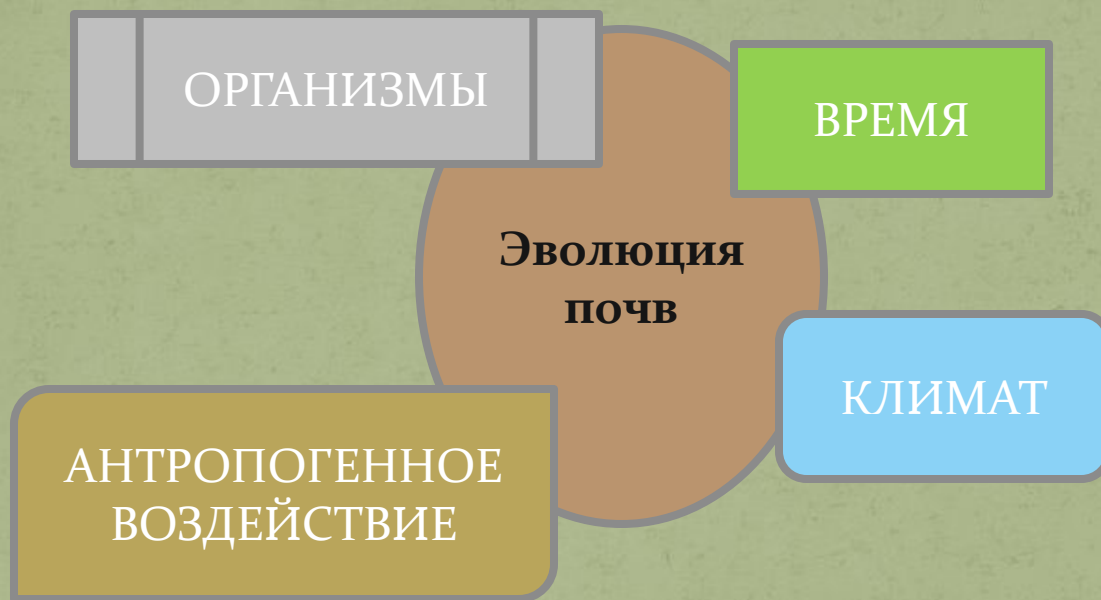 ОРГАНИЗМЫ
ВРЕМЯ
Эволюция
почв
КЛИМАТ
АНТРОПОГЕННОЕ
ВОЗДЕЙСТВИЕ